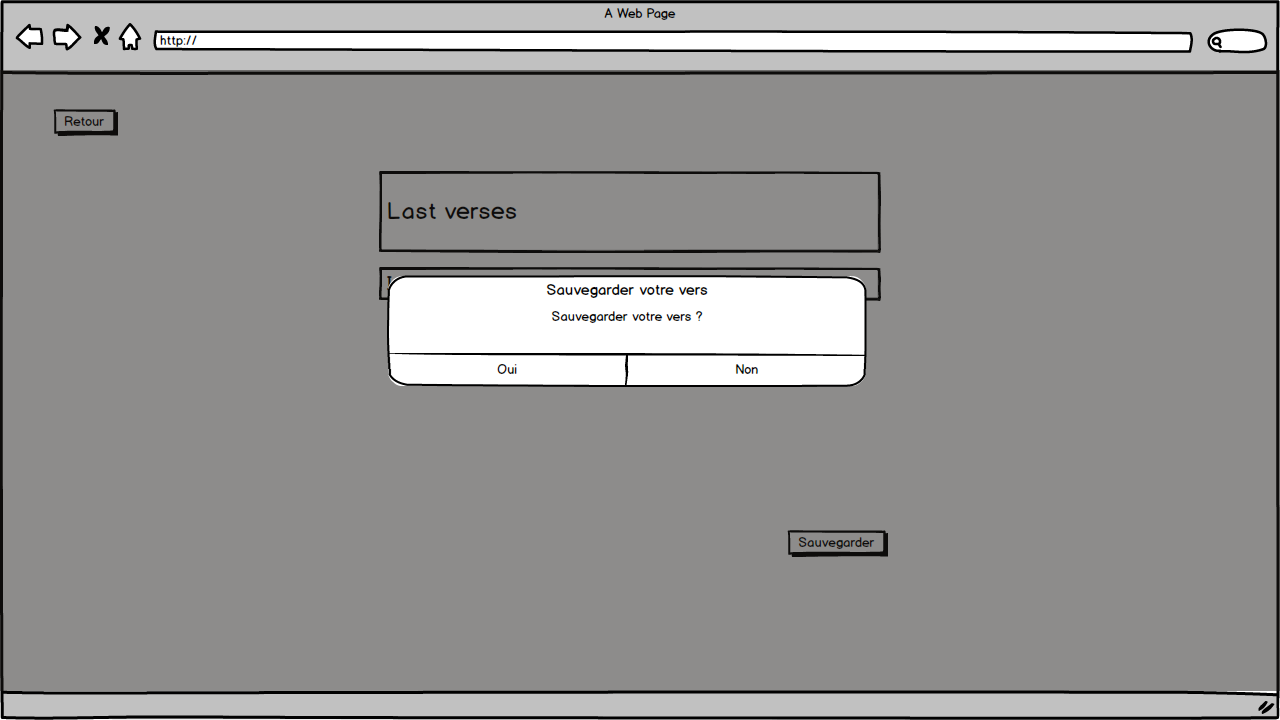 A Web Page
http://
Retour
Last verses
Sauvegarder votre vers
Sauvegarder votre vers ?
Oui
Non
Sauvegarder